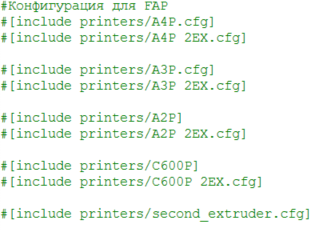 #Конфигурация для FAP
#[include printers/A4P.cfg]
#[include printers/A4P 2EX.cfg]
#[include printers/A3P.cfg]
#[include printers/A3P 2EX.cfg]
#[include printers/A2P]
#[include printers/A2P 2EX.cfg]
#[include printers/C600P]
#[include printers/C600P 2EX.cfg]
#[include printers/second_extruder.cfg]